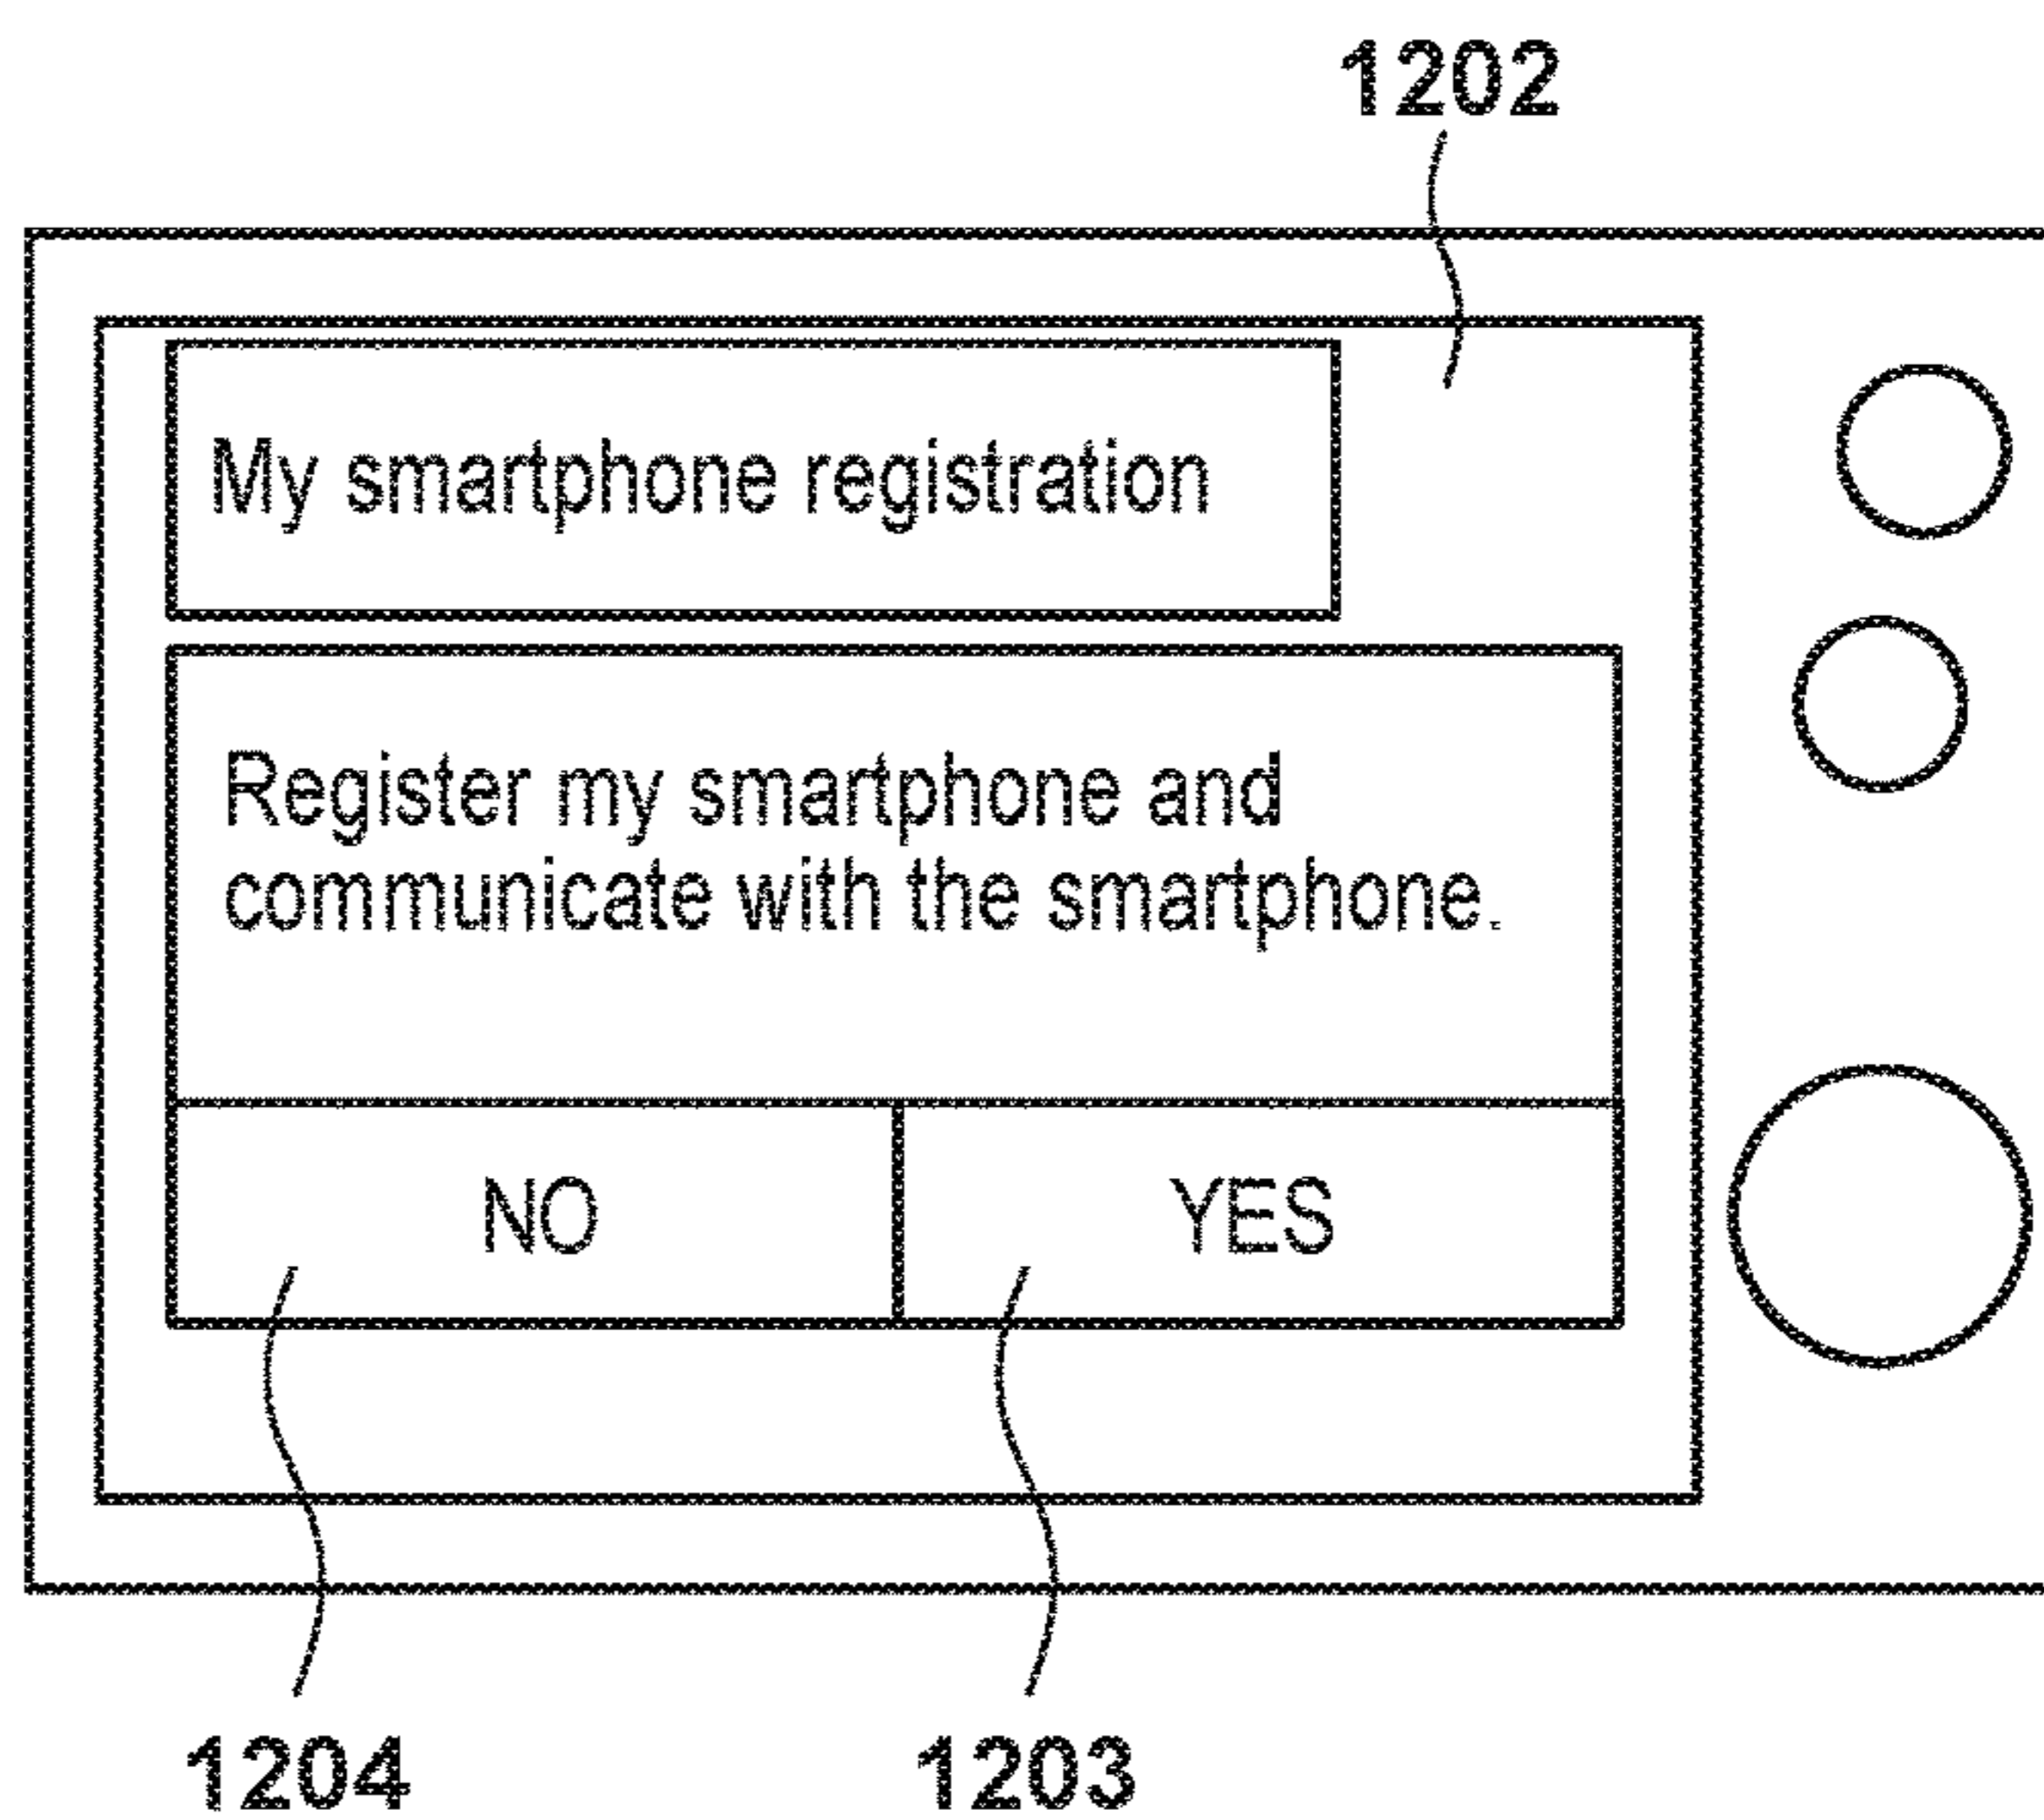 1202
My smartphone registration
Register my smartphone and
communicate with the smartphone.
NO YES
1204 1203